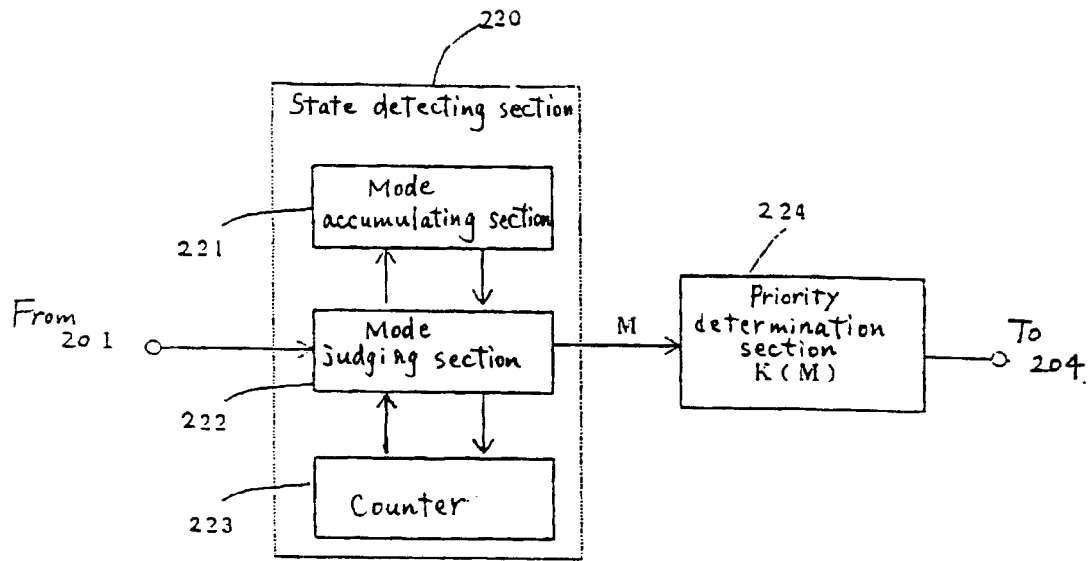 220
State detecting section
Mode
accumulating section
221
From
201
Mode
judging section
222
M
224
Priority
determination
section
K(M)
To
204
Counter
223